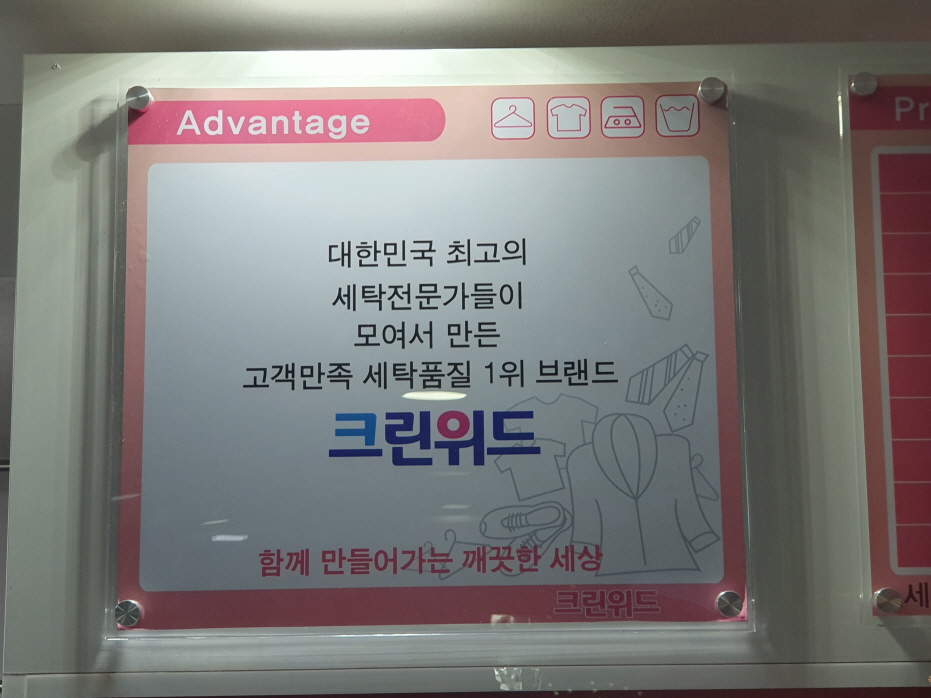 Advantage
대한민국 최고의
세탁전문가들이
모여서 만든
고객만족 세탁품질 1위 브랜드
크린위드
함께 만들어가는 깨끗한 세상
크린위드
Pr
세